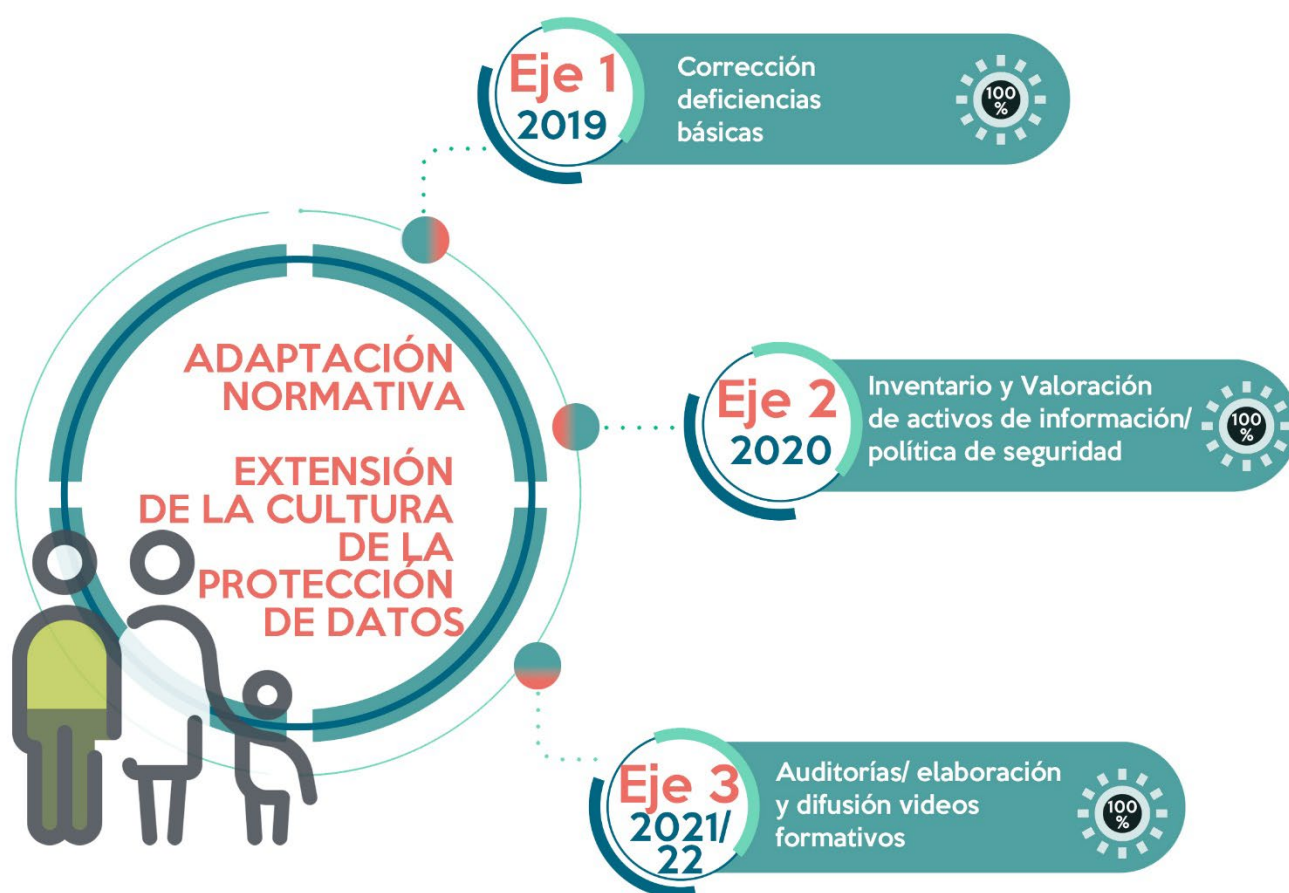 Eje 1
2019
Corrección
deficiencias
básicas
100
%
ADAPTACIÓN
NORMATIVA
EXTENSIÓN
DE LA CULTURA
DE LA
PROTECCIÓN
DE DATOS
Eje 2
2020
Inventario y Valoración
de activos de información/
política de seguridad
100
%
Eje 3
2021/
22
Auditorías/ elaboración
y difusión videos
formativos
100
%